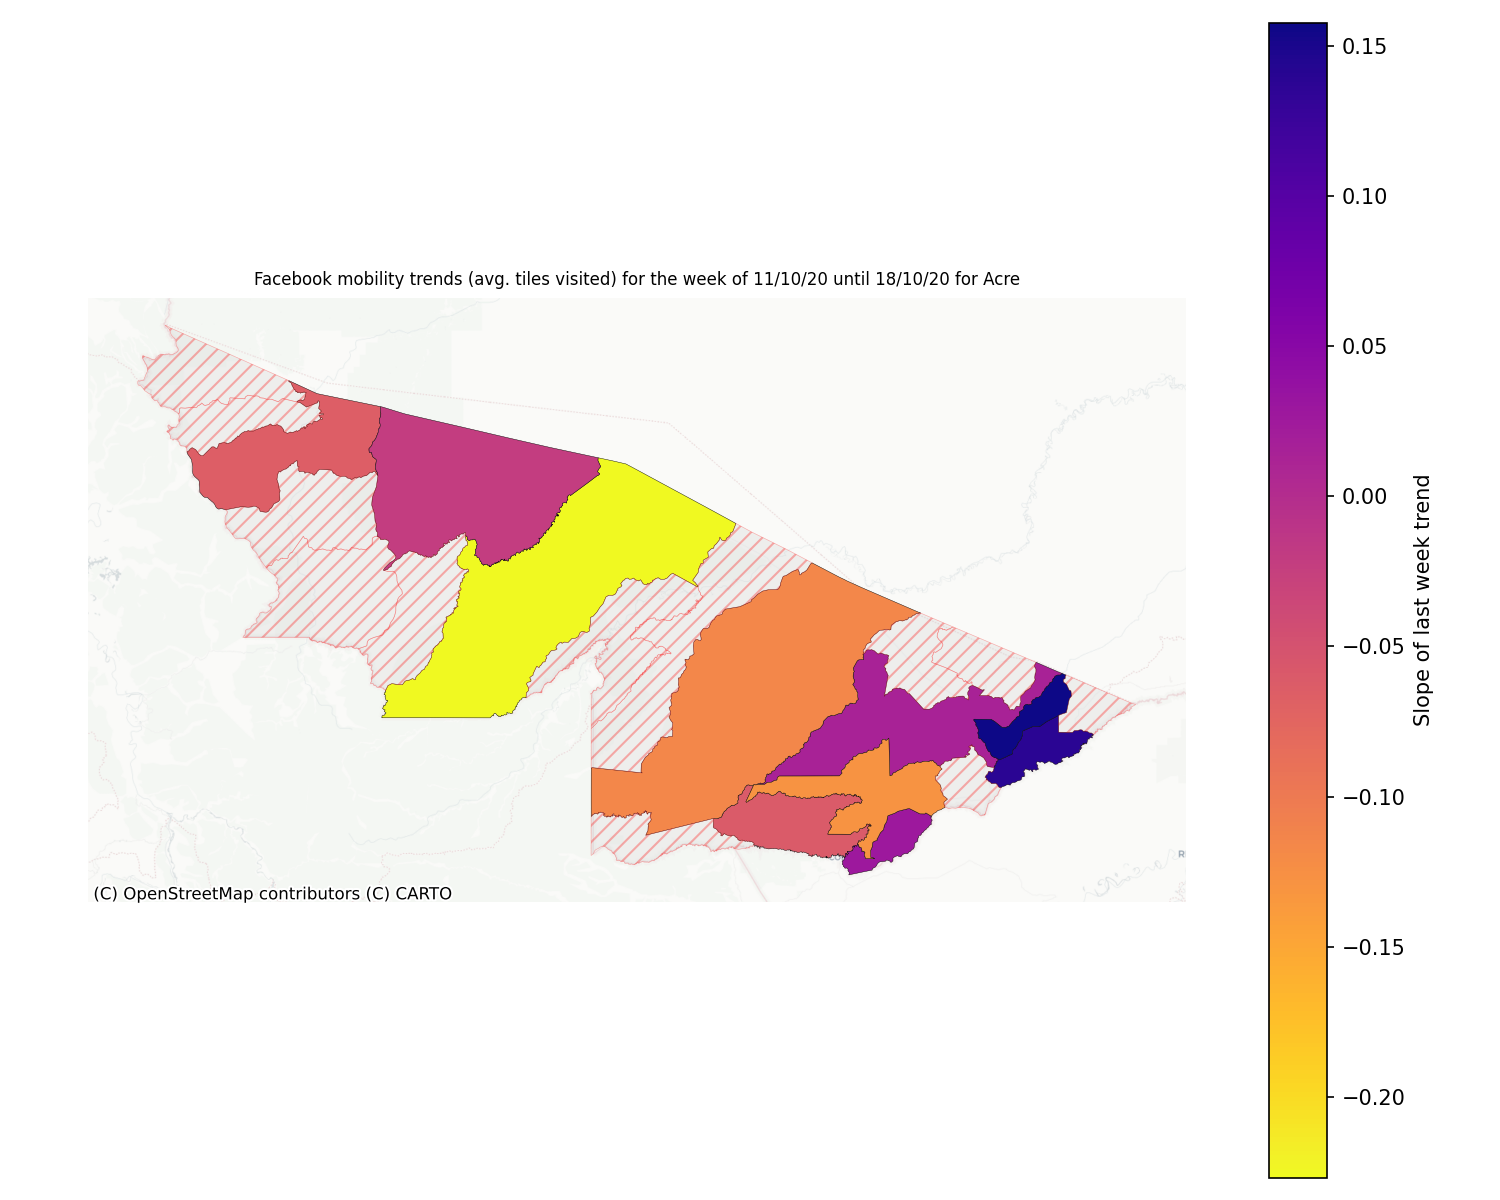 Facebook mobility trends (avg. tiles visited) for the week of 11/10/20 until 18/10/20 for Acre
(C) OpenStreetMap contributors (C) CARTO
0.15
0.10
0.05
0.00
−0.05
−0.10
−0.15
−0.20
Slope of last week trend